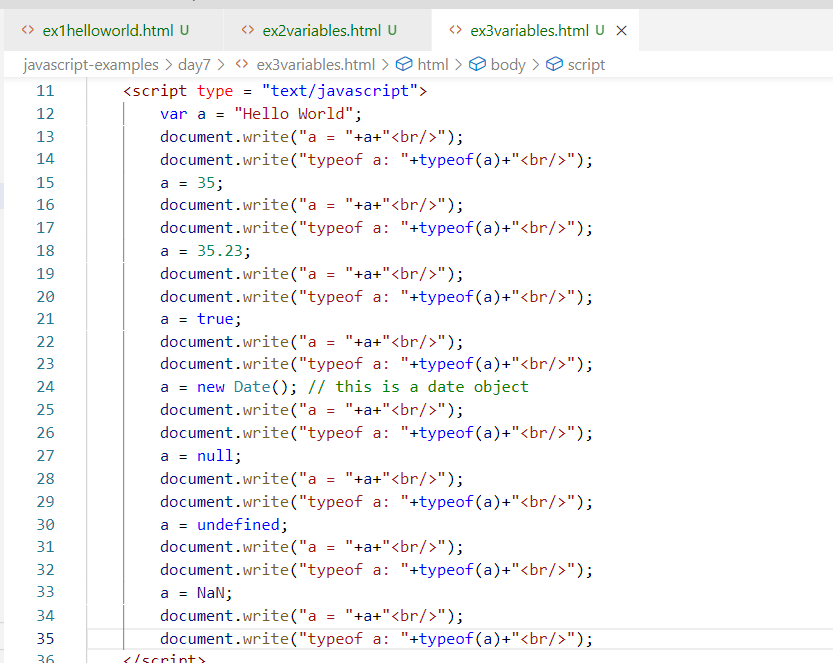 ex1helloworld.html U
ex2variables.html U
ex3variables.html U
javascript-examples > day7 > ex3variables.html > html > body > script
11 <script type = "text/javascript">
12 var a = "Hello World";
13 document.write("a = "+a+"<br/>");
14 document.write("typeof a: "+typeof(a)+"<br/>");
15 a = 35;
16 document.write("a = "+a+"<br/>");
17 document.write("typeof a: "+typeof(a)+"<br/>");
18 a = 35.23;
19 document.write("a = "+a+"<br/>");
20 document.write("typeof a: "+typeof(a)+"<br/>");
21 a = true;
22 document.write("a = "+a+"<br/>");
23 document.write("typeof a: "+typeof(a)+"<br/>");
24 a = new Date(); // this is a date object
25 document.write("a = "+a+"<br/>");
26 document.write("typeof a: "+typeof(a)+"<br/>");
27 a = null;
28 document.write("a = "+a+"<br/>");
29 document.write("typeof a: "+typeof(a)+"<br/>");
30 a = undefined;
31 document.write("a = "+a+"<br/>");
32 document.write("typeof a: "+typeof(a)+"<br/>");
33 a = NaN;
34 document.write("a = "+a+"<br/>");
35 document.write("typeof a: "+typeof(a)+"<br/>");
36 </script>